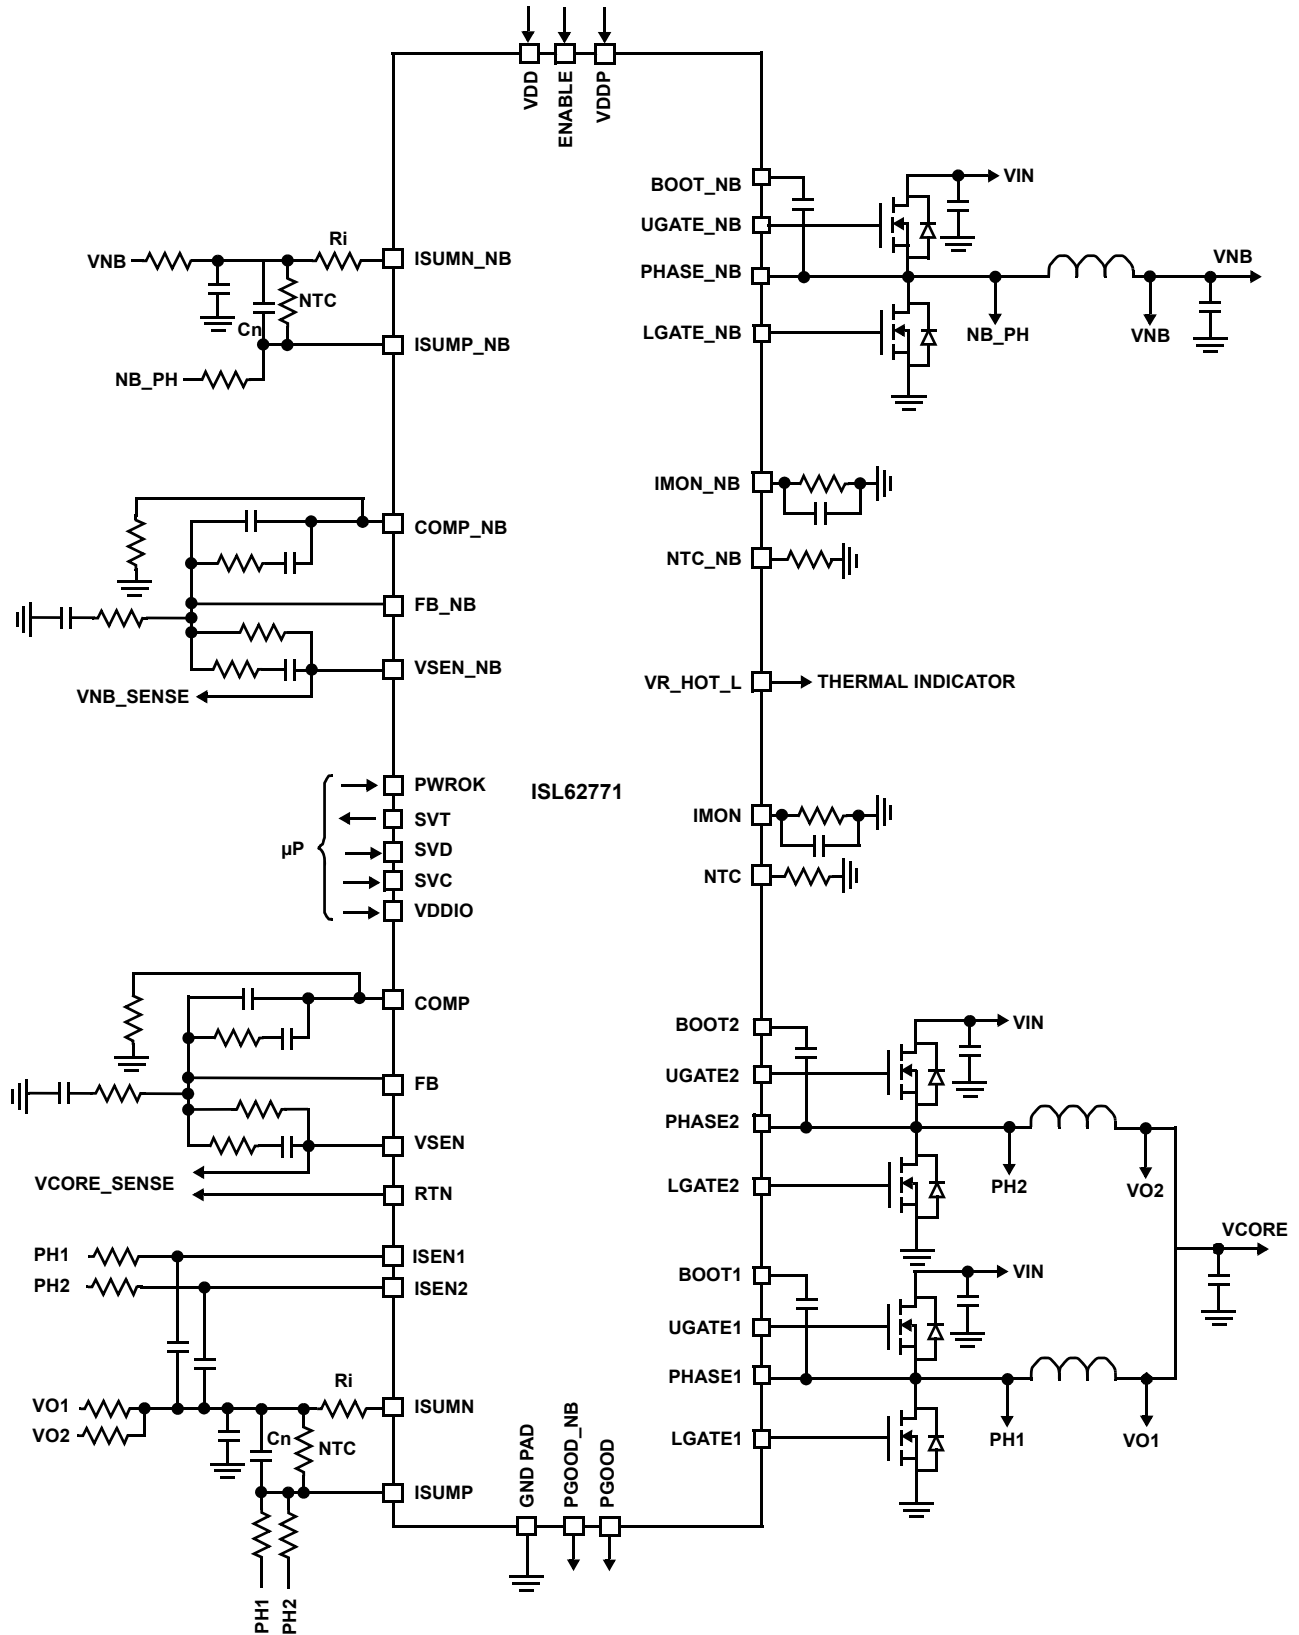 VDD
ENABLE
VDDP
BOOT_NB
VIN
UGATE_NB
Ri
VNB
ISUMN_NB
PHASE_NB
VNB
NTC
Cn
LGATE_NB
NB_PH
VNB
ISUMP_NB
NB_PH
IMON_NB
COMP_NB
NTC_NB
FB_NB
VSEN_NB
VR_HOT_L
THERMAL INDICATOR
VNB_SENSE
PWROK
ISL62771
SVT
IMON
µP
SVD
SVC
NTC
VDDIO
COMP
BOOT2
VIN
FB
UGATE2
PHASE2
VSEN
VCORE_SENSE
RTN
LGATE2
PH2
VO2
VCORE
PH1
ISEN1
PH2
ISEN2
BOOT1
VIN
UGATE1
Ri
PHASE1
VO1
ISUMN
VO2
Cn
NTC
LGATE1
PH1
VO1
ISUMP
GND PAD
PGOOD_NB
PGOOD
PH1
PH2